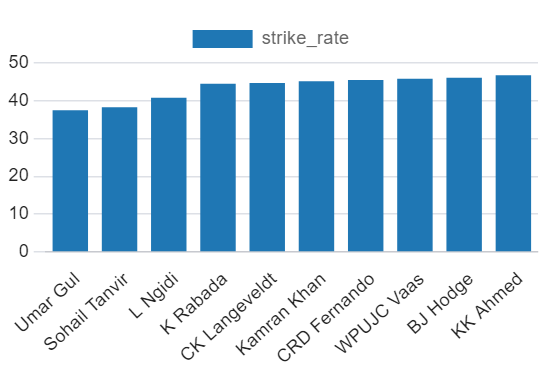 strike_rate
50
40
30
20
10
0
Umar Gul
Sohail Tanvir
L Ngidi
K Rabada
CK Langeveldt
Kamran Khan
CRD Fernando
WPUJC Vaas
BJ Hodge
KK Ahmed